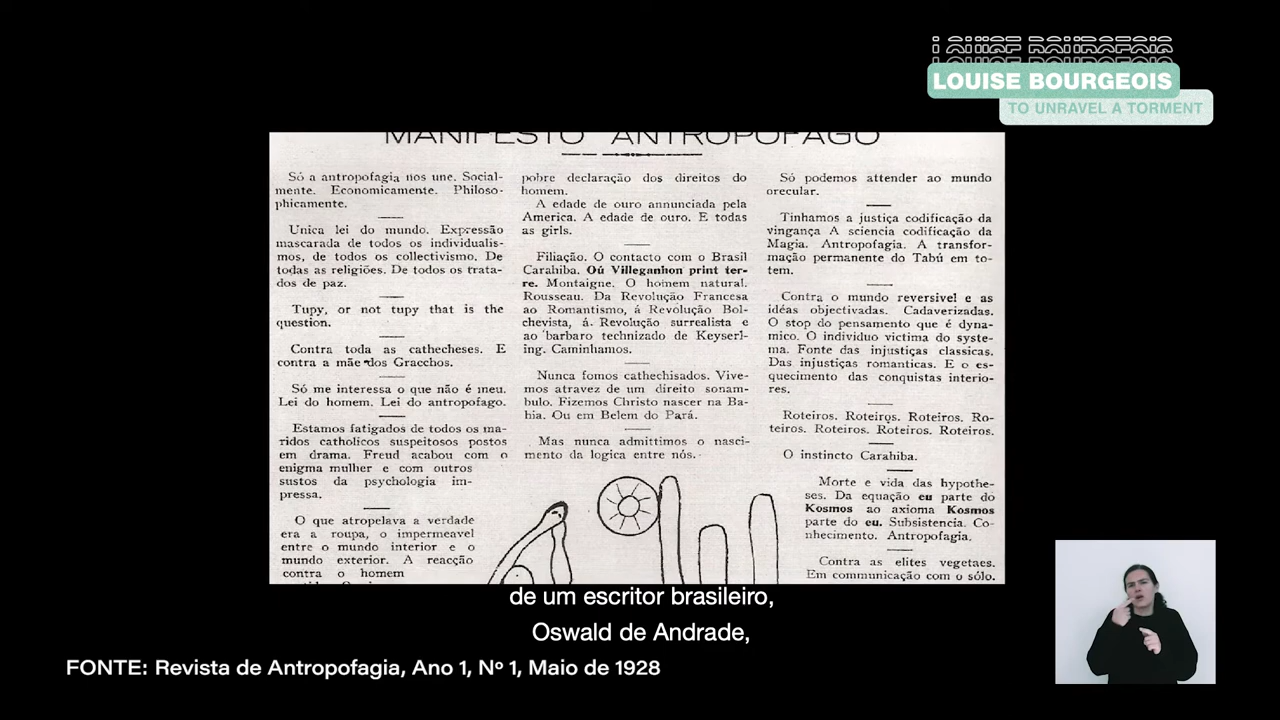 LOUISE BOURGEOIS
LOUISE BOURGEOIS
LOUISE BOURGEOIS
TO UNRAVEL A TORMENT
MANIFESTO ANTROPOFAGO
Só a antropofagia nos une. Social-
mente. Economicamente. Philoso-
phicamente.
Unica lei do mundo. Expressão
mascarada de todos os individualis-
mos, de todos os collectivismo. De
todas as religiões. De todos os trata-
dos de paz.
Tupy, or not tupy that is the
question.
Contra toda as cathecheses. E
contra a mãe dos Gracchos.
Só me interessa o que não é meu.
Lei do homem. Lei do antropofago.
Estamos fatigados de todos os ma-
ridos catholicos suspeitosos postos
em drama. Freud acabou com o
enigma mulher e com outros
sustos da psychologia im-
pressa.
O que atropelava a verdade
era a roupa, o impermeavel
entre o mundo interior e o
mundo exterior. A reacção
contra o homem
pobre declaração dos direitos do
homem.
A edade de ouro annunciada pela
America. A edade de ouro. E todas
as girls.
Filiação. O contacto com o Brasil
Carahiba. Oú Villeganhon print ter-
re. Montaigne. O homem natural.
Rousseau. Da Revolução Francesa
ao Romantismo, á Revolução Bol-
chevista, á. Revolução surrealista e
ao barbaro technizado de Keyserl-
ing. Caminhamos.
Nunca fomos cathechisados. Vive-
mos atravez de um direito sonam-
bulo. Fizemos Christo nascer na Ba-
hia. Ou em Belem do Pará.
Mas nunca admittimos o nasci-
mento da logica entre nós.
Só podemos attender ao mundo
orecular.
Tinhamos a justiça codificação da
vingança A sciencia codificação da
Magia. Antropofagia. A transfor-
mação permanente do Tabú em to-
tem.
Contra o mundo reversivel e as
idéas objectivadas. Cadaverizadas.
O stop do pensamento que é dyna-
mico. O individuo victima do syste-
ma. Fonte das injustiças classicas.
Das injustiças romanticas. E o es-
quecimento das conquistas interio-
res.
Roteiros. Roteiros. Roteiros. Ro-
teiros. Roteiros. Roteiros. Roteiros.
O instincto Carahiba.
Morte e vida das hypothe-
ses. Da equação eu parte do
Kosmos ao axioma Kosmos
parte do eu. Subsistencia. Co-
nhecimento. Antropofagia.
Contra as elites vegetaes.
Em communicação com o sólo.
de um escritor brasileiro,
Oswald de Andrade,
FONTE: Revista de Antropofagia, Ano 1, Nº 1, Maio de 1928